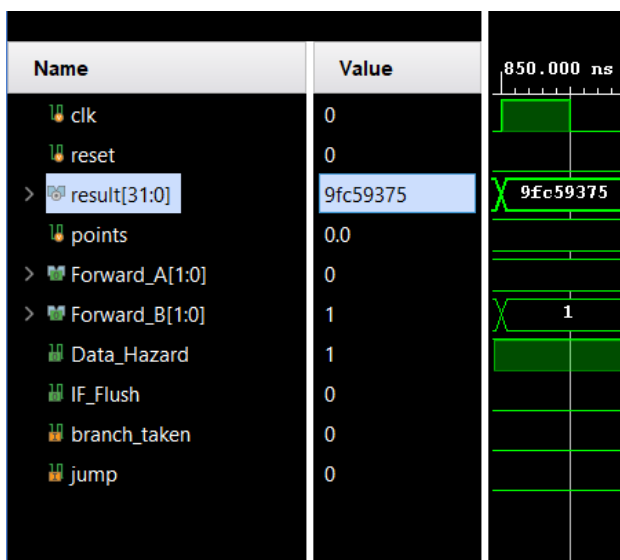 Name Value 850.000 ns
clk 0
reset 0
result[31:0] 9fc59375 9fc59375
points 0.0
Forward_A[1:0] 0
Forward_B[1:0] 1 1
Data_Hazard 1
IF_Flush 0
branch_taken 0
jump 0